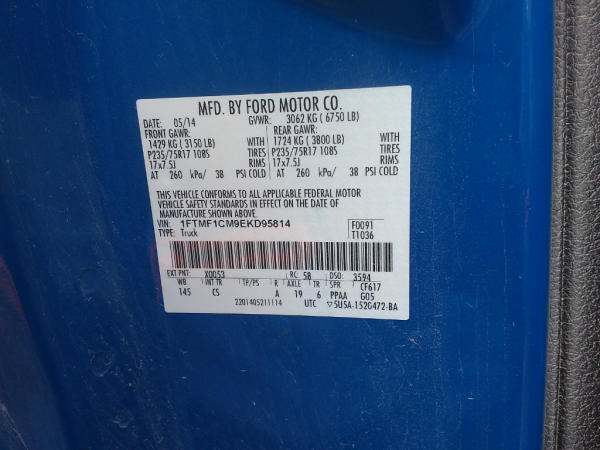 MFD. BY FORD MOTOR CO.
DATE: 05/14 GVWR: 3062 KG ( 6750 LB)
FRONT GAWR: REAR GAWR:
1429 KG ( 3150 LB) WITH 1724 KG ( 3800 LB) WITH
P235/75R17 108S TIRES P235/75R17 108S TIRES
17x7.5J RIMS 17x7.5J RIMS
AT 260 kPa/ 38 PSI COLD AT 260 kPa/ 38 PSI COLD
THIS VEHICLE CONFORMS TO ALL APPLICABLE FEDERAL MOTOR
VEHICLE SAFETY STANDARDS IN EFFECT ON THE DATE OF
MANUFACTURE SHOWN ABOVE.
VIN: 1FTMF1CM9EKD95814 F0091
TYPE: Truck T1036
EXT PNT: X0053 RC: 58 DSO: 3594
WB INT TR TP/PS R AXLE TR SPR CF617
145 CS A 19 6 PPAA G05
2201405211114 UTC ▽5U5A-1520472-BA